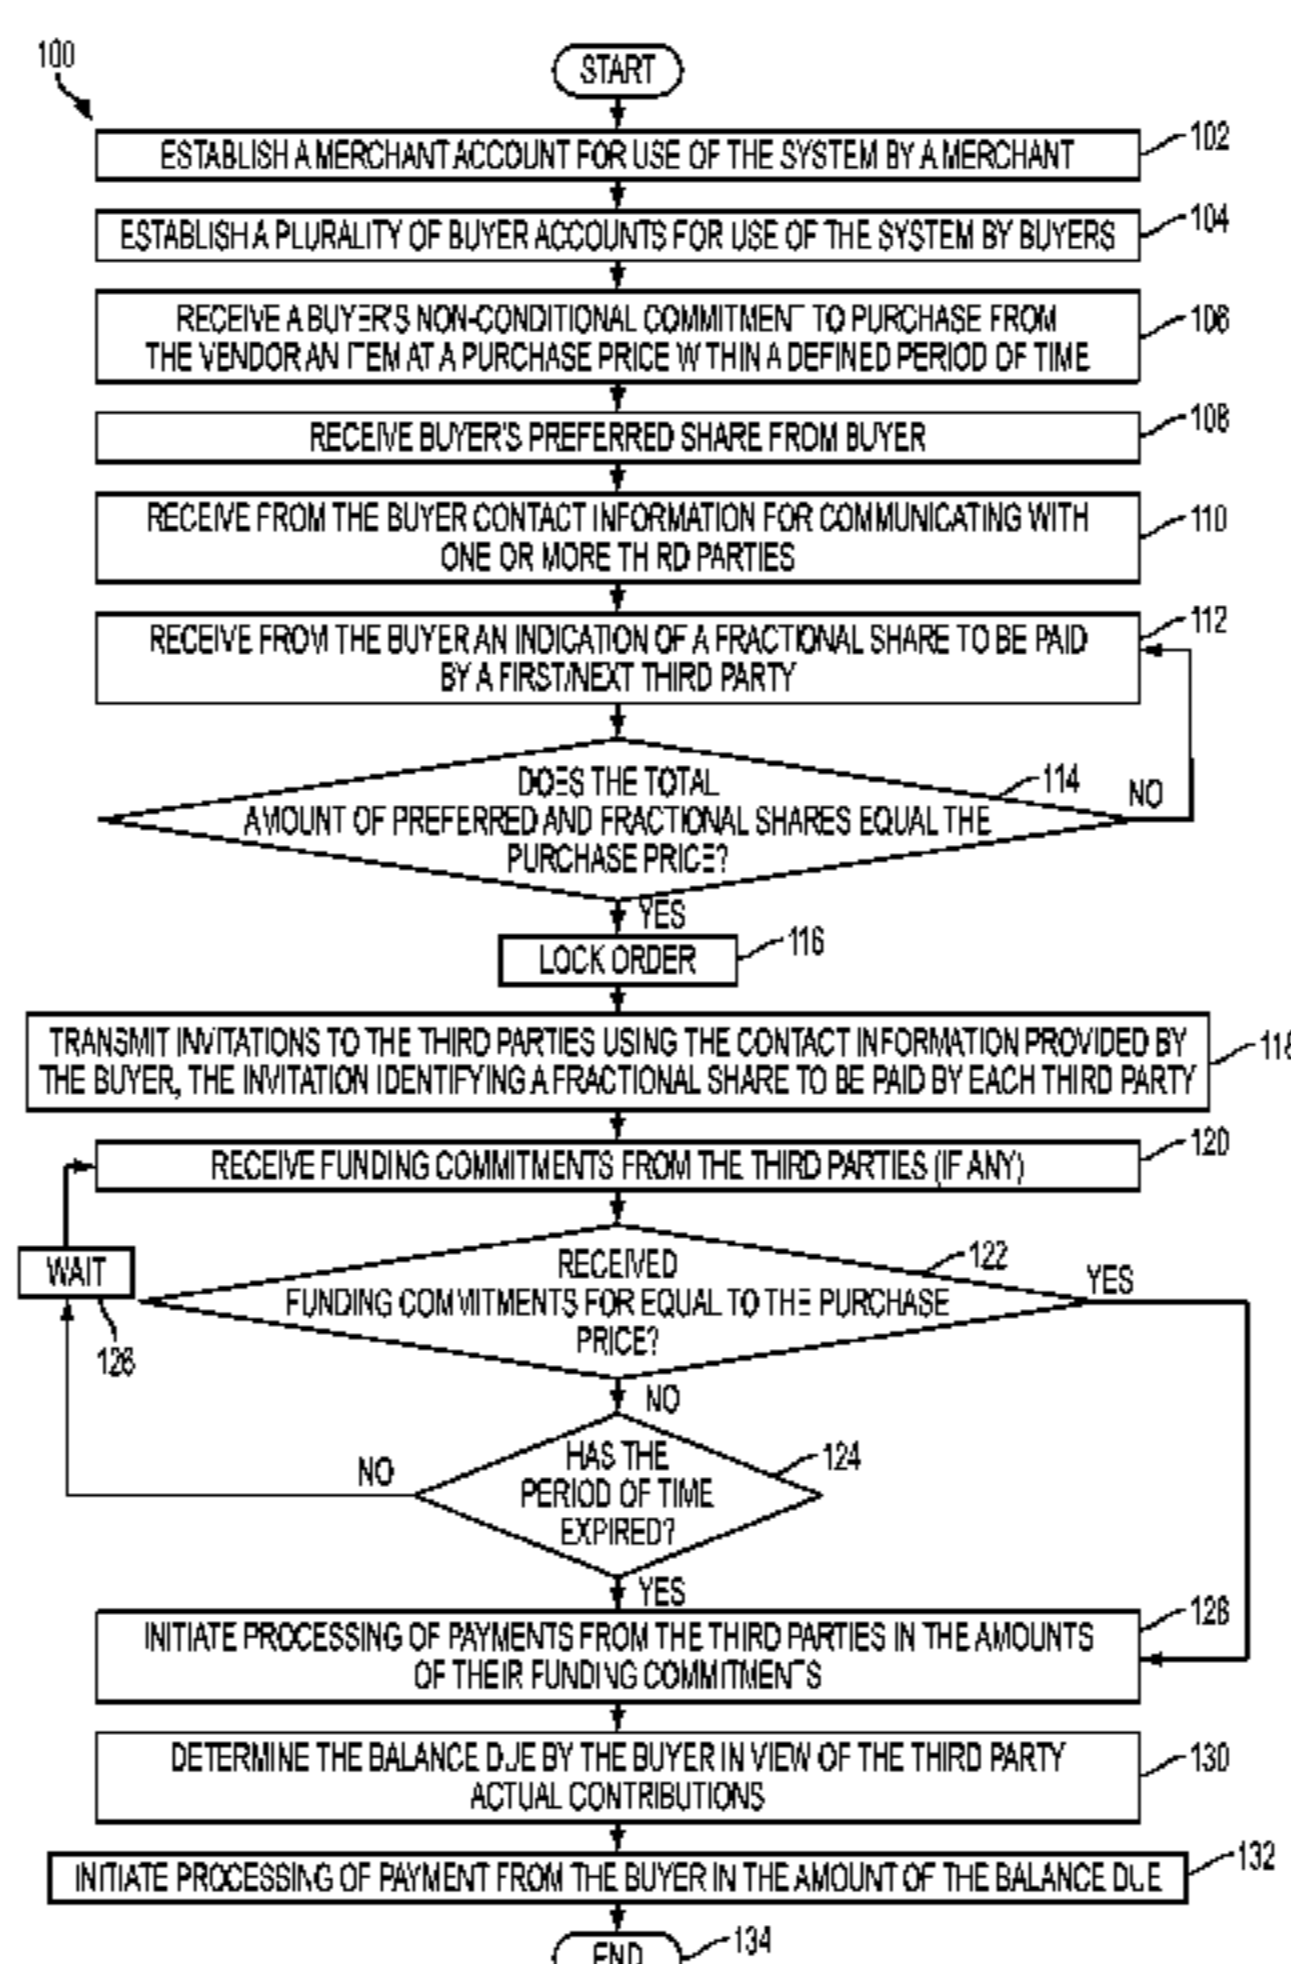 100
START
ESTABLISH A MERCHANT ACCOUNT FOR USE OF THE SYSTEM BY A MERCHANT
102
ESTABLISH A PLURALITY OF BUYER ACCOUNTS FOR USE OF THE SYSTEM BY BUYERS
104
RECEIVE A BUYER'S NON-CONDITIONAL COMMITMENT TO PURCHASE FROM
THE VENDOR AN ITEM AT A PURCHASE PRICE WITHIN A DEFINED PERIOD OF TIME
106
RECEIVE BUYER'S PREFERRED SHARE FROM BUYER
108
RECEIVE FROM THE BUYER CONTACT INFORMATION FOR COMMUNICATING WITH
ONE OR MORE THIRD PARTIES
110
RECEIVE FROM THE BUYER AN INDICATION OF A FRACTIONAL SHARE TO BE PAID
BY A FIRST/NEXT THIRD PARTY
112
DOES THE TOTAL
AMOUNT OF PREFERRED AND FRACTIONAL SHARES EQUAL THE
PURCHASE PRICE?
114
NO
YES
LOCK ORDER
116
TRANSMIT INVITATIONS TO THE THIRD PARTIES USING THE CONTACT INFORMATION PROVIDED BY
THE BUYER, THE INVITATION IDENTIFYING A FRACTIONAL SHARE TO BE PAID BY EACH THIRD PARTY
118
RECEIVE FUNDING COMMITMENTS FROM THE THIRD PARTIES (IF ANY)
120
WAIT
126
RECEIVED
FUNDING COMMITMENTS FOR EQUAL TO THE PURCHASE
PRICE?
122
YES
NO
HAS THE
PERIOD OF TIME
EXPIRED?
124
NO
YES
INITIATE PROCESSING OF PAYMENTS FROM THE THIRD PARTIES IN THE AMOUNTS
OF THEIR FUNDING COMMITMENTS
128
DETERMINE THE BALANCE DUE BY THE BUYER IN VIEW OF THE THIRD PARTY
ACTUAL CONTRIBUTIONS
130
INITIATE PROCESSING OF PAYMENT FROM THE BUYER IN THE AMOUNT OF THE BALANCE DUE
132
END
134